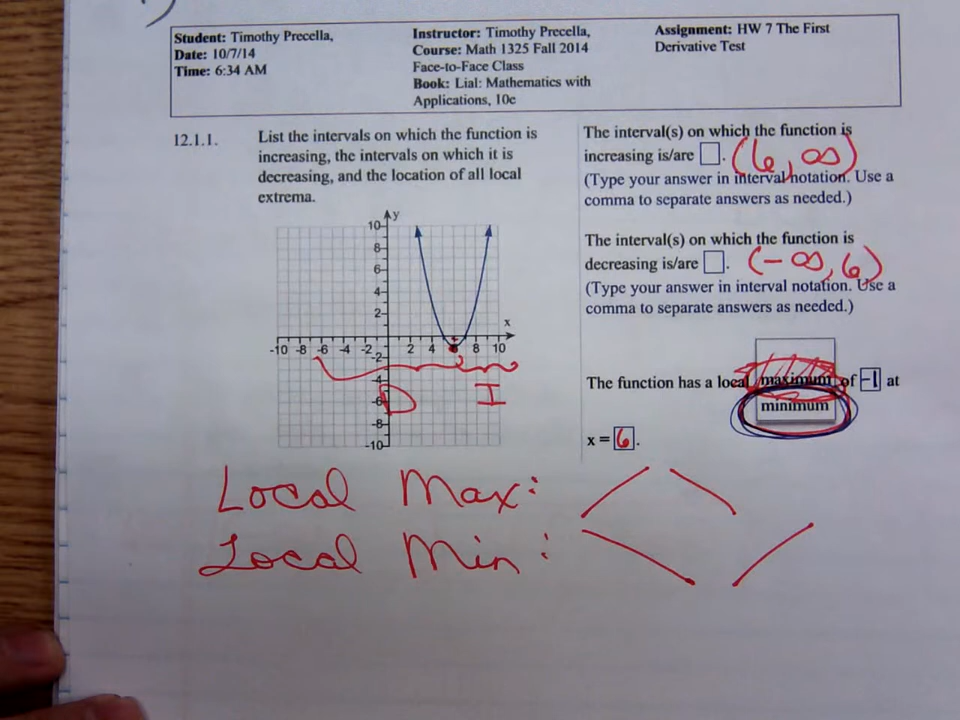 Student: Timothy Precella,
Date: 10/7/14
Time: 6:34 AM
Instructor: Timothy Precella,
Course: Math 1325 Fall 2014
Face-to-Face Class
Book: Lial: Mathematics with
Applications, 10e
Assignment: HW 7 The First
Derivative Test
12.1.1.
List the intervals on which the function is
increasing, the intervals on which it is
decreasing, and the location of all local
extrema.
y
10
8
6
4
2
x
-10 -8 -6 -4 -2 2 4 6 8 10
-2
-4
-6
-8
-10
D I
The interval(s) on which the function is
increasing is/are □. (6, ∞)
(Type your answer in interval notation. Use a
comma to separate answers as needed.)
The interval(s) on which the function is
decreasing is/are □. (-∞, 6)
(Type your answer in interval notation. Use a
comma to separate answers as needed.)
The function has a local maximum of -1 at
minimum
x = 6.
Local Max:
Local Min: